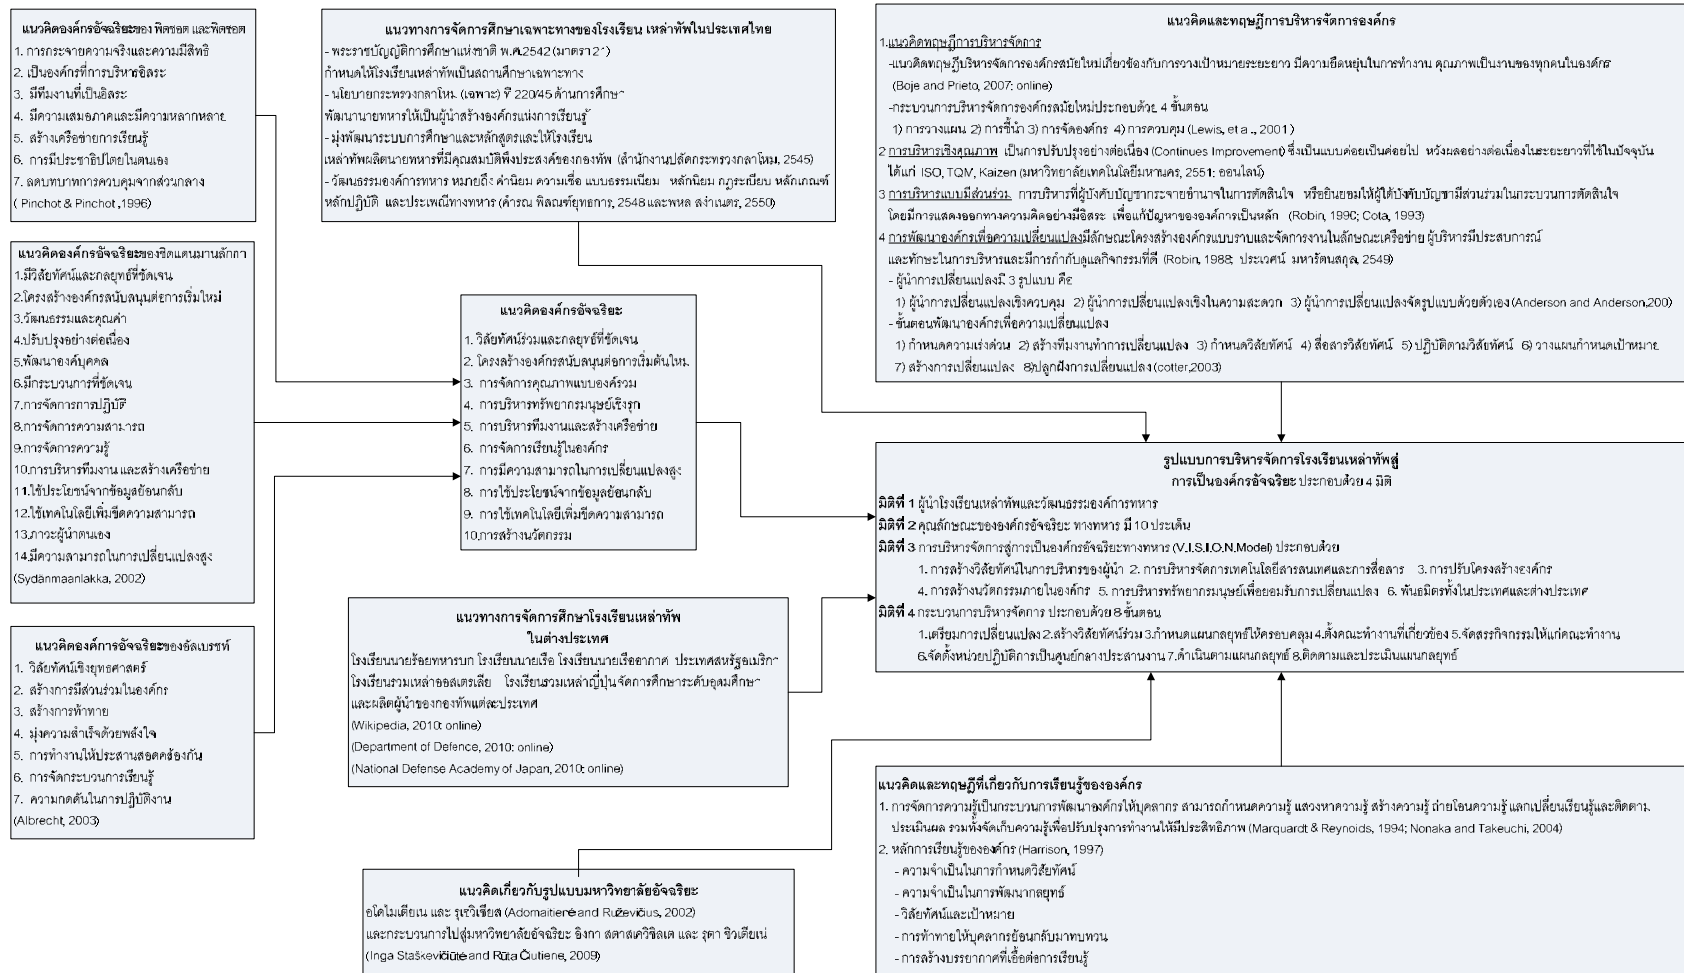 แนวคิดองค์กรอัจฉริยะของ พิตชอต และพิตชอต
1. การกระจายความจริงและความมีสิทธิ
2. เป็นองค์กรที่การบริหารอิสระ
3. มีทีมงานที่เป็นอิสระ
4. มีความเสมอภาคและมีความหลากหลาย
5. สร้างเครือข่ายการเรียนรู้
6. การมีประชาธิปไตยในตนเอง
7. ลดบทบาทการควบคุมจากส่วนกลาง
( Pinchot & Pinchot ,1996)
แนวคิดองค์กรอัจฉริยะของซิดแตนมานลักกา
1.มีวิสัยทัศน์และกลยุทธ์ที่ชัดเจน
2.โครงสร้างองค์กรสนับสนุนต่อการเริ่มใหม่
3.วัฒนธรรมและคุณค่า
4.ปรับปรุงอย่างต่อเนื่อง
5.พัฒนาองค์บุคคล
6.มีกระบวนการที่ชัดเจน
7.การจัดการการปฏิบัติ
8.การจัดการความสามารถ
9.การจัดการความรู้
10.การบริหารทีมงาน และสร้างเครือข่าย
11.ใช้ประโยชน์จากข้อมูลย้อนกลับ
12.ใช้เทคโนโลยีเพิ่มขีดความสามารถ
13.ภาวะผู้นำตนเอง
14.มีความสามารถในการเปลี่ยนแปลงสูง
(Sydänmaanlakka, 2002)
แนวคิดองค์การอัจฉริยะของอัลเบรชท์
1. วิสัยทัศน์เชิงยุทธศาสตร์
2. สร้างการมีส่วนร่วมในองค์กร
3. สร้างการท้าทาย
4. มุ่งความสำเร็จด้วยพลังใจ
5. การทำงานให้ประสานสอดคล้องกัน
6. การจัดกระบวนการเรียนรู้
7. ความกดดันในการปฏิบัติงาน
(Albrecht, 2003)
แนวทางการจัดการศึกษาเฉพาะทางของโรงเรียน เหล่าทัพในประเทศไทย
- พระราชบัญญัติการศึกษาแห่งชาติ พ.ศ.2542 (มาตรา 21)
กำหนดให้โรงเรียนเหล่าทัพเป็นสถานศึกษาเฉพาะทาง
- นโยบายกระทรวงกลาโหม (เฉพาะ) ที่ 220/45 ด้านการศึกษา
พัฒนานายทหารให้เป็นผู้นำสร้างองค์กรแห่งการเรียนรู้
- มุ่งพัฒนาระบบการศึกษาและหลักสูตรและให้โรงเรียน
เหล่าทัพผลิตนายทหารที่มีคุณสมบัติพึงประสงค์ของกองทัพ (สำนักงานปลัดกระทรวงกลาโหม, 2545)
- วัฒนธรรมองค์การทหาร หมายถึง ค่านิยม ความเชื่อ แบบธรรมเนียม หลักนิยม กฎระเบียบ หลักเกณฑ์
หลักปฏิบัติ และประเพณีทางทหาร (ดำรณ พิลณฑ์ยุทธการ, 2548 และพหล สง่าเนตร, 2550)
แนวคิดองค์กรอัจฉริยะ
1. วิสัยทัศน์ร่วมและกลยุทธ์ที่ชัดเจน
2. โครงสร้างองค์กรสนับสนุนต่อการเริ่มต้นใหม่
3. การจัดการคุณภาพแบบองค์รวม
4. การบริหารทรัพยากรมนุษย์เชิงรุก
5. การบริหารทีมงานและสร้างเครือข่าย
6. การจัดการเรียนรู้ในองค์กร
7. การมีความสามารถในการเปลี่ยนแปลงสูง
8. การใช้ประโยชน์จากข้อมูลย้อนกลับ
9. การใช้เทคโนโลยีเพิ่มขีดความสามารถ
10.การสร้างนวัตกรรม
แนวทางการจัดการศึกษาโรงเรียนเหล่าทัพ
ในต่างประเทศ
โรงเรียนนายร้อยทหารบก โรงเรียนนายเรือ โรงเรียนนายเรืออากาศ ประเทศสหรัฐอเมริกา
โรงเรียนรวมเหล่าออสเตรเลีย โรงเรียนรวมเหล่าญี่ปุ่น จัดการศึกษาระดับอุดมศึกษา
และผลิตผู้นำของกองทัพแต่ละประเทศ
(Wikipedia, 2010: online)
(Department of Defence, 2010: online)
(National Defense Academy of Japan, 2010: online)
แนวคิดเกี่ยวกับรูปแบบมหาวิทยาลัยอัจฉริยะ
อโดไมเตียเน และ รุเซวิเชียส (Adomaitienė and Ruževičius, 2002)
และกระบวนการไปสู่มหาวิทยาลัยอัจฉริยะ อิงกา สตาสเควิชิลเต และ รุตา ชิวเตียเน่
(Inga Staškevičiūtė and Rūta Čiutiene, 2009)
แนวคิดและทฤษฎีการบริหารจัดการองค์กร
1.แนวคิดทฤษฎีการบริหารจัดการ
-แนวคิดทฤษฎีบริหารจัดการองค์กรสมัยใหม่เกี่ยวข้องกับการวางเป้าหมายระยะยาว มีความยืดหยุ่นในการทำงาน คุณภาพเป็นงานของทุกคนในองค์กร
(Boje and Prieto, 2007: online)
-กระบวนการบริหารจัดการองค์กรสมัยใหม่ประกอบด้วย 4 ขั้นตอน
1) การวางแผน 2) การชี้นำ 3) การจัดองค์กร 4) การควบคุม (Lewis, et a .., 2001)
2 การบริหารเชิงคุณภาพ เป็นการปรับปรุงอย่างต่อเนื่อง (Continues Improvement) ซึ่งเป็นแบบค่อยเป็นค่อยไป หวังผลอย่างต่อเนื่องในระยะยาวที่ใช้ในปัจจุบัน
ได้แก่ ISO, TQM, Kaizen (มหาวิทยาลัยเทคโนโลยีมหานคร, 2551: ออนไลน์)
3 การบริหารแบบมีส่วนร่วม การบริหารที่ผู้บังคับบัญชากระจายอำนาจในการตัดสินใจ หรือยินยอมให้ผู้ใต้บังคับบัญชามีส่วนร่วมในกระบวนการตัดสินใจ
โดยมีการแสดงออกทางความคิดอย่างมีอิสระ เพื่อแก้ปัญหาขององค์การเป็นหลัก (Robin, 1990; Cota, 1993)
4 การพัฒนาองค์กรเพื่อความเปลี่ยนแปลงมีลักษณะโครงสร้างองค์กรแบบราบและจัดการงานในลักษณะเครือข่าย ผู้บริหารมีประสบการณ์
และทักษะในการบริหารและมีการกำกับดูแลกิจกรรมที่ดี (Robin, 1988; ประเวศน์ มหารัตนสกุล, 2549)
- ผู้นำการเปลี่ยนแปลงมี 3 รูปแบบ คือ
1) ผู้นำการเปลี่ยนแปลงเชิงควบคุม 2) ผู้นำการเปลี่ยนแปลงเชิงในความสะดวก 3) ผู้นำการเปลี่ยนแปลงจัดรูปแบบด้วยตัวเอง (Anderson and Anderson,200)
- ขั้นตอนพัฒนาองค์กรเพื่อความเปลี่ยนแปลง
1) กำหนดความเร่งด่วน 2) สร้างทีมงานทำการเปลี่ยนแปลง 3) กำหนดวิสัยทัศน์ 4) สื่อสารวิสัยทัศน์ 5) ปฏิบัติตามวิสัยทัศน์ 6) วางแผนกำหนดเป้าหมาย
7) สร้างการเปลี่ยนแปลง 8)ปลูกฝังการเปลี่ยนแปลง (cotter,2003)
รูปแบบการบริหารจัดการโรงเรียนเหล่าทัพสู่
การเป็นองค์กรอัจฉริยะ ประกอบด้วย 4 มิติ
มิติที่ 1 ผู้นำโรงเรียนเหล่าทัพและวัฒนธรรมองค์การทหาร
มิติที่ 2 คุณลักษณะขององค์กรอัจฉริยะ ทางทหาร มี 10 ประเด็น
มิติที่ 3 การบริหารจัดการสู่การเป็นองค์กรอัจฉริยะทางทหาร (V.I.S.I.O.N.Model) ประกอบด้วย
1. การสร้างวิสัยทัศน์ในการบริหารของผู้นำ 2. การบริหารจัดการเทคโนโลยีสารสนเทศและการสื่อสาร 3. การปรับโครงสร้างองค์กร
4. การสร้างนวัตกรรมภายในองค์กร 5. การบริหารทรัพยากรมนุษย์เพื่อยอมรับการเปลี่ยนแปลง 6. พันธมิตรทั้งในประเทศและต่างประเทศ
มิติที่ 4 กระบวนการบริหารจัดการ ประกอบด้วย 8 ขั้นตอน
1.เตรียมการเปลี่ยนแปลง 2.สร้างวิสัยทัศน์ร่วม 3.กำหนดแผนกลยุทธ์ให้ครอบคลุม 4.ตั้งคณะทำงานที่เกี่ยวข้อง 5.จัดสรรกิจกรรมให้แก่คณะทำงาน
6.จัดตั้งหน่วยปฏิบัติการเป็นศูนย์กลางประสานงาน 7.ดำเนินตามแผนกลยุทธ์ 8.ติดตามและประเมินแผนกลยุทธ์
แนวคิดและทฤษฎีที่เกี่ยวกับการเรียนรู้ขององค์กร
1. การจัดการความรู้เป็นกระบวนการพัฒนาองค์กรให้บุคลากร สามารถกำหนดความรู้ แสวงหาความรู้ สร้างความรู้ ถ่ายโอนความรู้ แลกเปลี่ยนเรียนรู้และติดตาม
ประเมินผล รวมทั้งจัดเก็บความรู้เพื่อปรับปรุงการทำงานให้มีประสิทธิภาพ (Marquardt & Reynoids, 1994; Nonaka and Takeuchi, 2004)
2. หลักการเรียนรู้ขององค์กร (Harrison, 1997)
- ความจำเป็นในการกำหนดวิสัยทัศน์
- ความจำเป็นในการพัฒนากลยุทธ์
- วิสัยทัศน์และเป้าหมาย
- การท้าทายให้บุคลากรย้อนกลับมาทบทวน
- การสร้างบรรยากาศที่เอื้อต่อการเรียนรู้